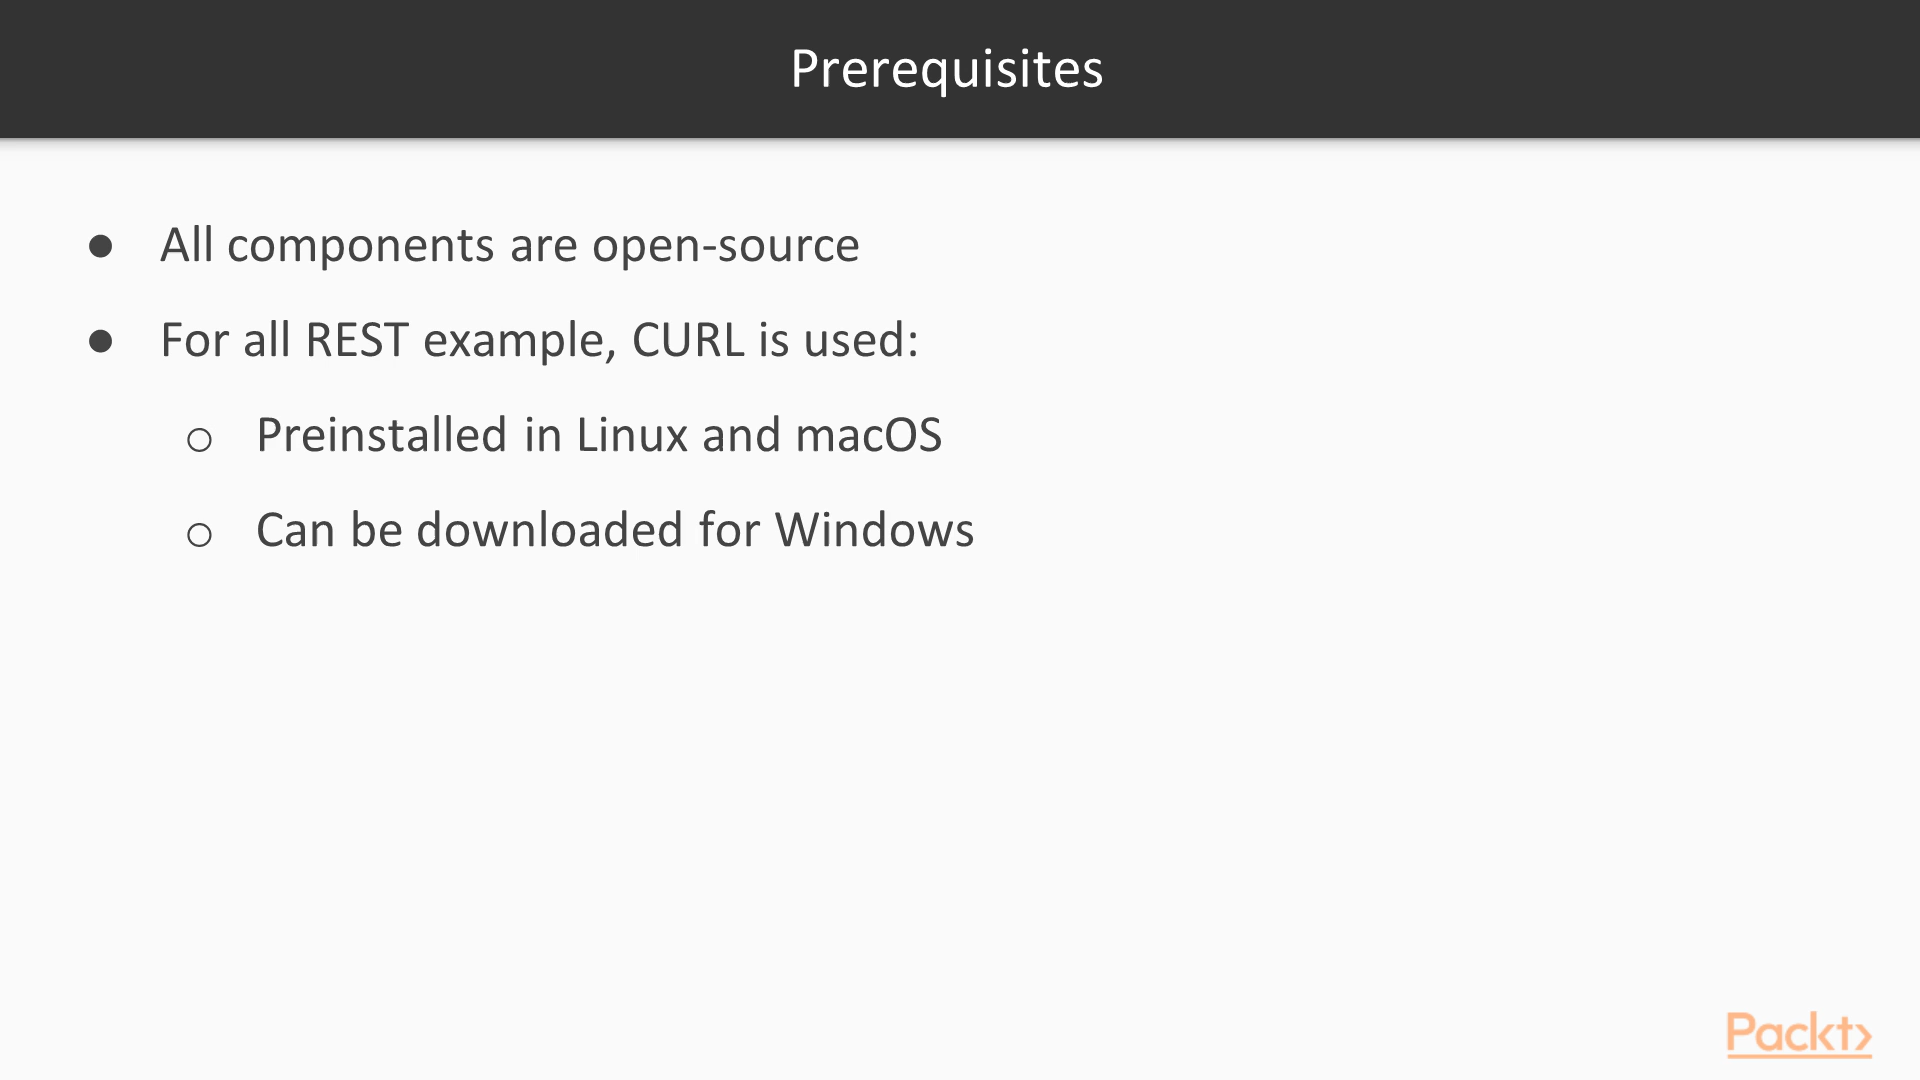 Prerequisites
● All components are open-source
● For all REST example, CURL is used:
○ Preinstalled in Linux and macOS
○ Can be downloaded for Windows
Packt>